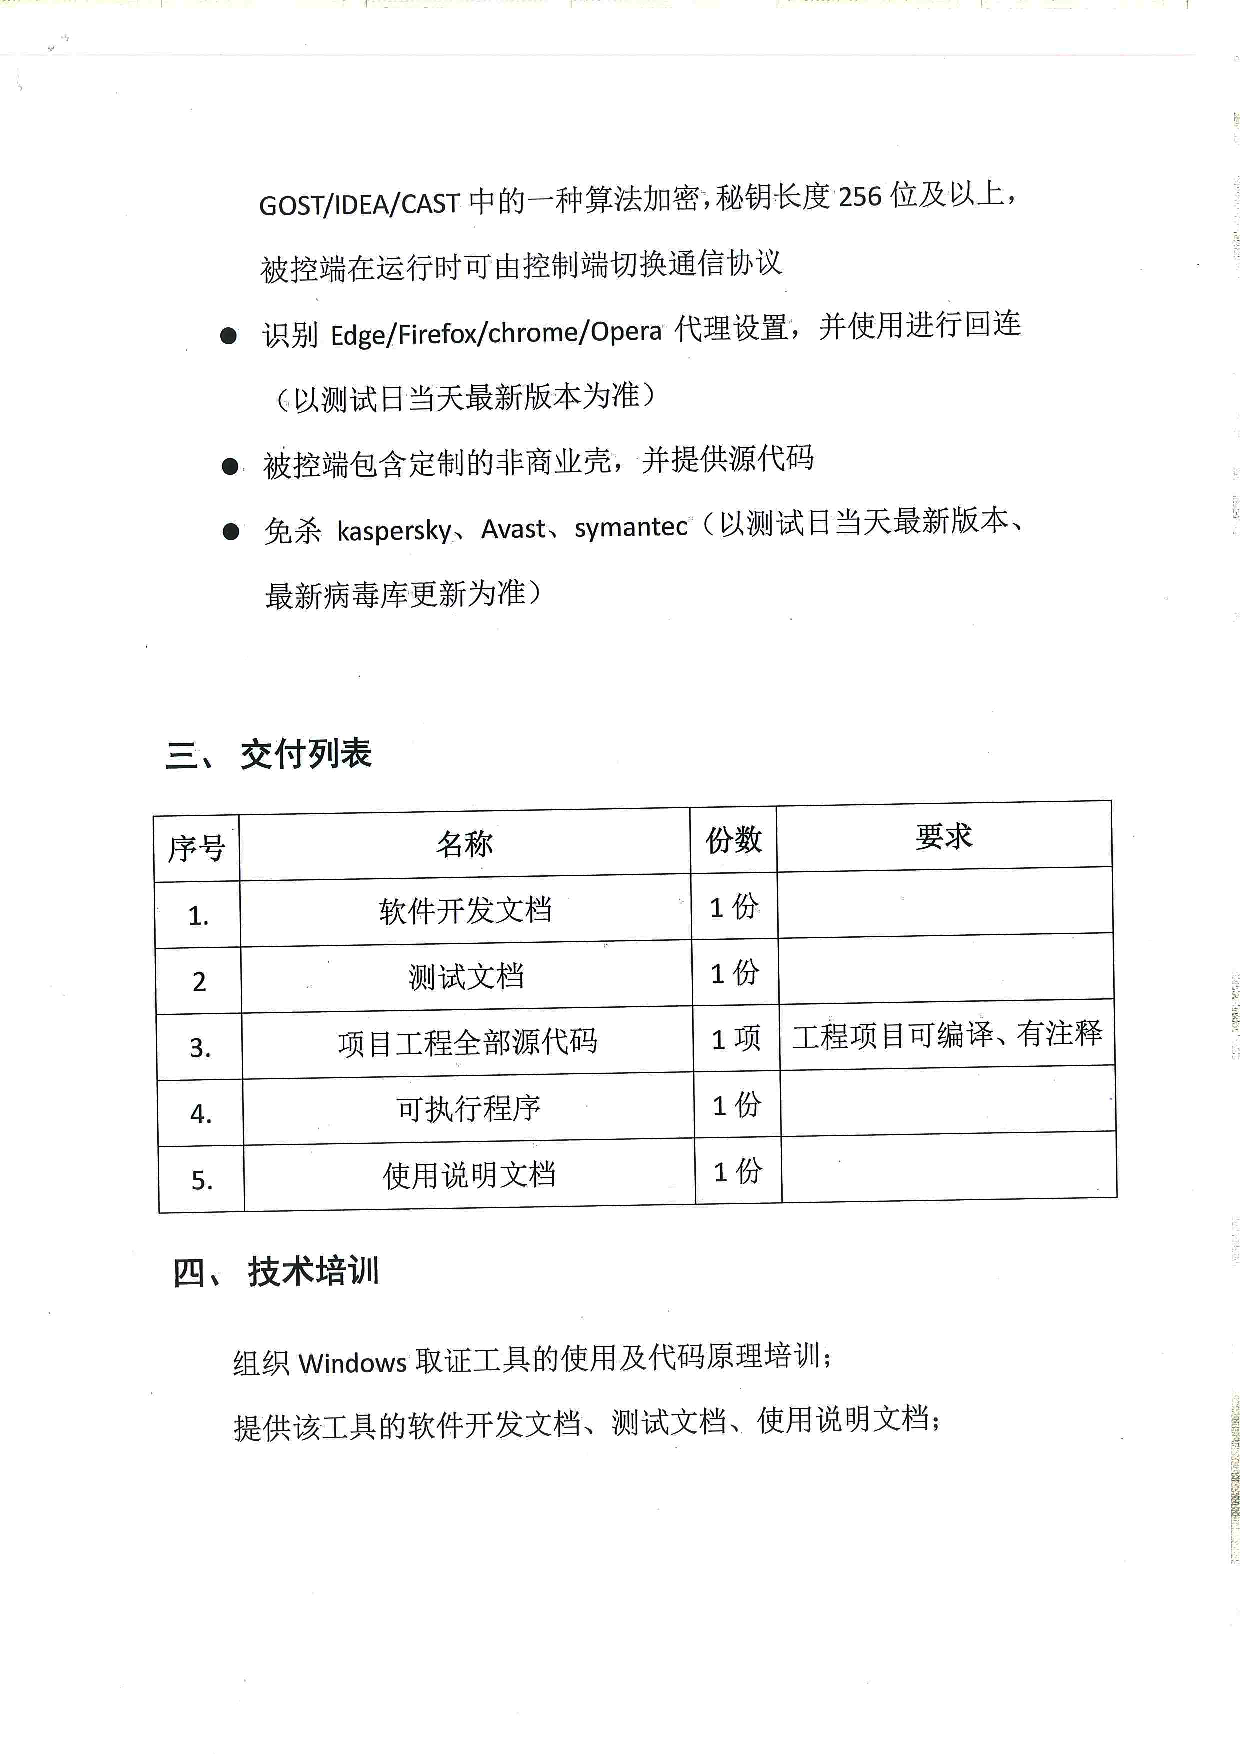 GOST/IDEA/CAST 中的一种算法加密，秘钥长度 256 位及以上，
被控端在运行时可由控制端切换通信协议
● 识别 Edge/Firefox/chrome/Opera 代理设置，并使用进行回连
（以测试日当天最新版本为准）
● 被控端包含定制的非商业壳，并提供源代码
● 免杀 kaspersky、Avast、symantec（以测试日当天最新版本、
最新病毒库更新为准）
三、 交付列表
序号 名称 份数 要求
1. 软件开发文档 1 份
2 测试文档 1 份
3. 项目工程全部源代码 1 项 工程项目可编译、有注释
4. 可执行程序 1 份
5. 使用说明文档 1 份
四、 技术培训
组织 Windows 取证工具的使用及代码原理培训；
提供该工具的软件开发文档、测试文档、使用说明文档；